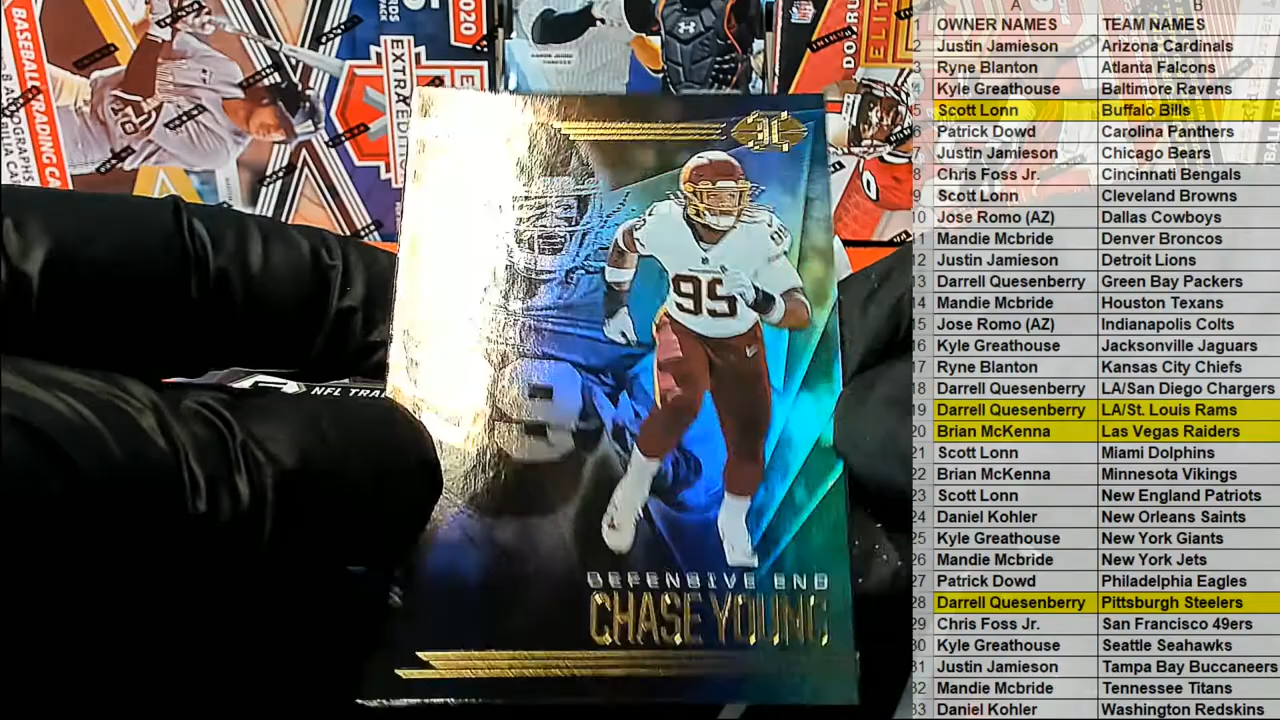 BASEBALL TRADING CA
2020
EXTRA EDITION
DEFENSIVE END
CHASE YOUNG
95
NFL TRA
A B
1 OWNER NAMES TEAM NAMES
2 Justin Jamieson Arizona Cardinals
3 Ryne Blanton Atlanta Falcons
4 Kyle Greathouse Baltimore Ravens
5 Scott Lonn Buffalo Bills
6 Patrick Dowd Carolina Panthers
7 Justin Jamieson Chicago Bears
8 Chris Foss Jr. Cincinnati Bengals
9 Scott Lonn Cleveland Browns
10 Jose Romo (AZ) Dallas Cowboys
11 Mandie Mcbride Denver Broncos
12 Justin Jamieson Detroit Lions
13 Darrell Quesenberry Green Bay Packers
14 Mandie Mcbride Houston Texans
15 Jose Romo (AZ) Indianapolis Colts
16 Kyle Greathouse Jacksonville Jaguars
17 Ryne Blanton Kansas City Chiefs
18 Darrell Quesenberry LA/San Diego Chargers
19 Darrell Quesenberry LA/St. Louis Rams
20 Brian McKenna Las Vegas Raiders
21 Scott Lonn Miami Dolphins
22 Brian McKenna Minnesota Vikings
23 Scott Lonn New England Patriots
24 Daniel Kohler New Orleans Saints
25 Kyle Greathouse New York Giants
26 Mandie Mcbride New York Jets
27 Patrick Dowd Philadelphia Eagles
28 Darrell Quesenberry Pittsburgh Steelers
29 Chris Foss Jr. San Francisco 49ers
30 Kyle Greathouse Seattle Seahawks
31 Justin Jamieson Tampa Bay Buccaneers
32 Mandie Mcbride Tennessee Titans
33 Daniel Kohler Washington Redskins